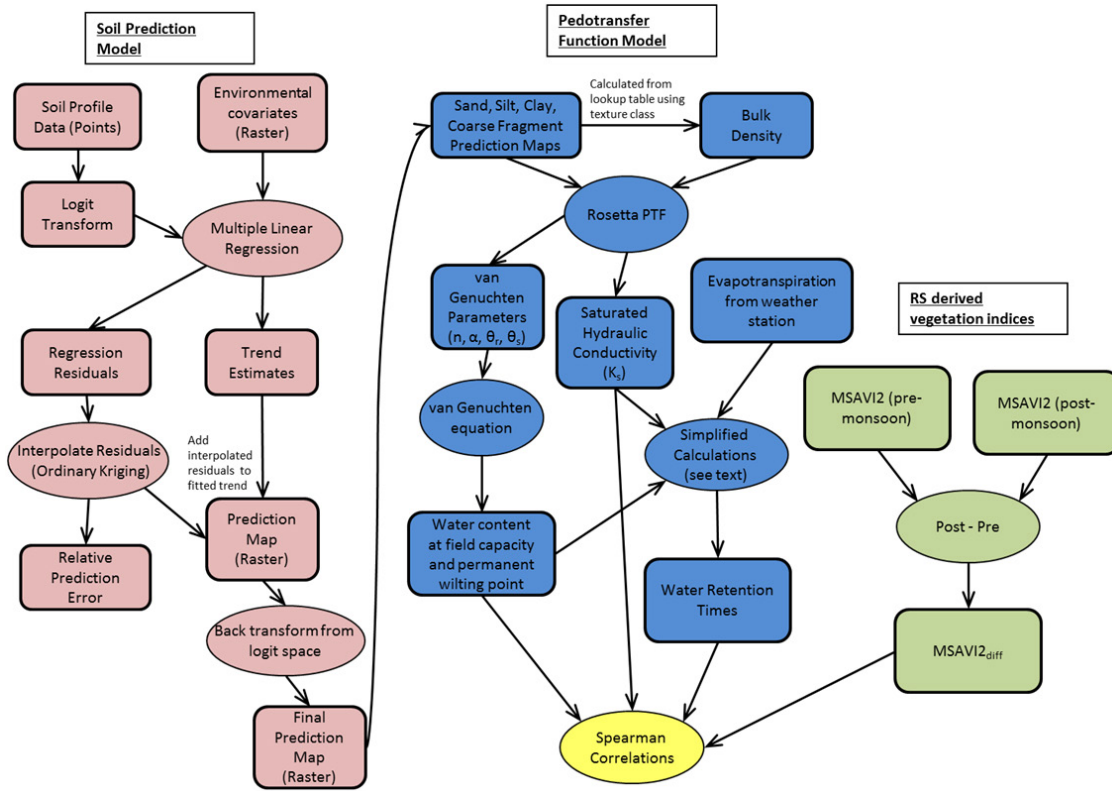 Soil Prediction
Model
Soil Profile
Data (Points)
Environmental
covariates
(Raster)
Logit
Transform
Multiple Linear
Regression
Regression
Residuals
Trend
Estimates
Interpolate Residuals
(Ordinary Kriging)
Add
interpolated
residuals to
fitted trend
Relative
Prediction
Error
Prediction
Map
(Raster)
Back transform from
logit space
Final
Prediction
Map
(Raster)
Pedotransfer
Function Model
Sand, Silt, Clay,
Coarse Fragment
Prediction Maps
Calculated from
lookup table using
texture class
Bulk
Density
Rosetta PTF
van
Genuchten
Parameters
(n, α, θr, θs)
Saturated
Hydraulic
Conductivity
(Ks)
Evapotranspiration
from weather
station
van Genuchten
equation
Simplified
Calculations
(see text)
Water content
at field capacity
and permanent
wilting point
Water Retention
Times
Spearman
Correlations
RS derived
vegetation indices
MSAVI2 (pre-
monsoon)
MSAVI2 (post-
monsoon)
Post - Pre
MSAVI2diff